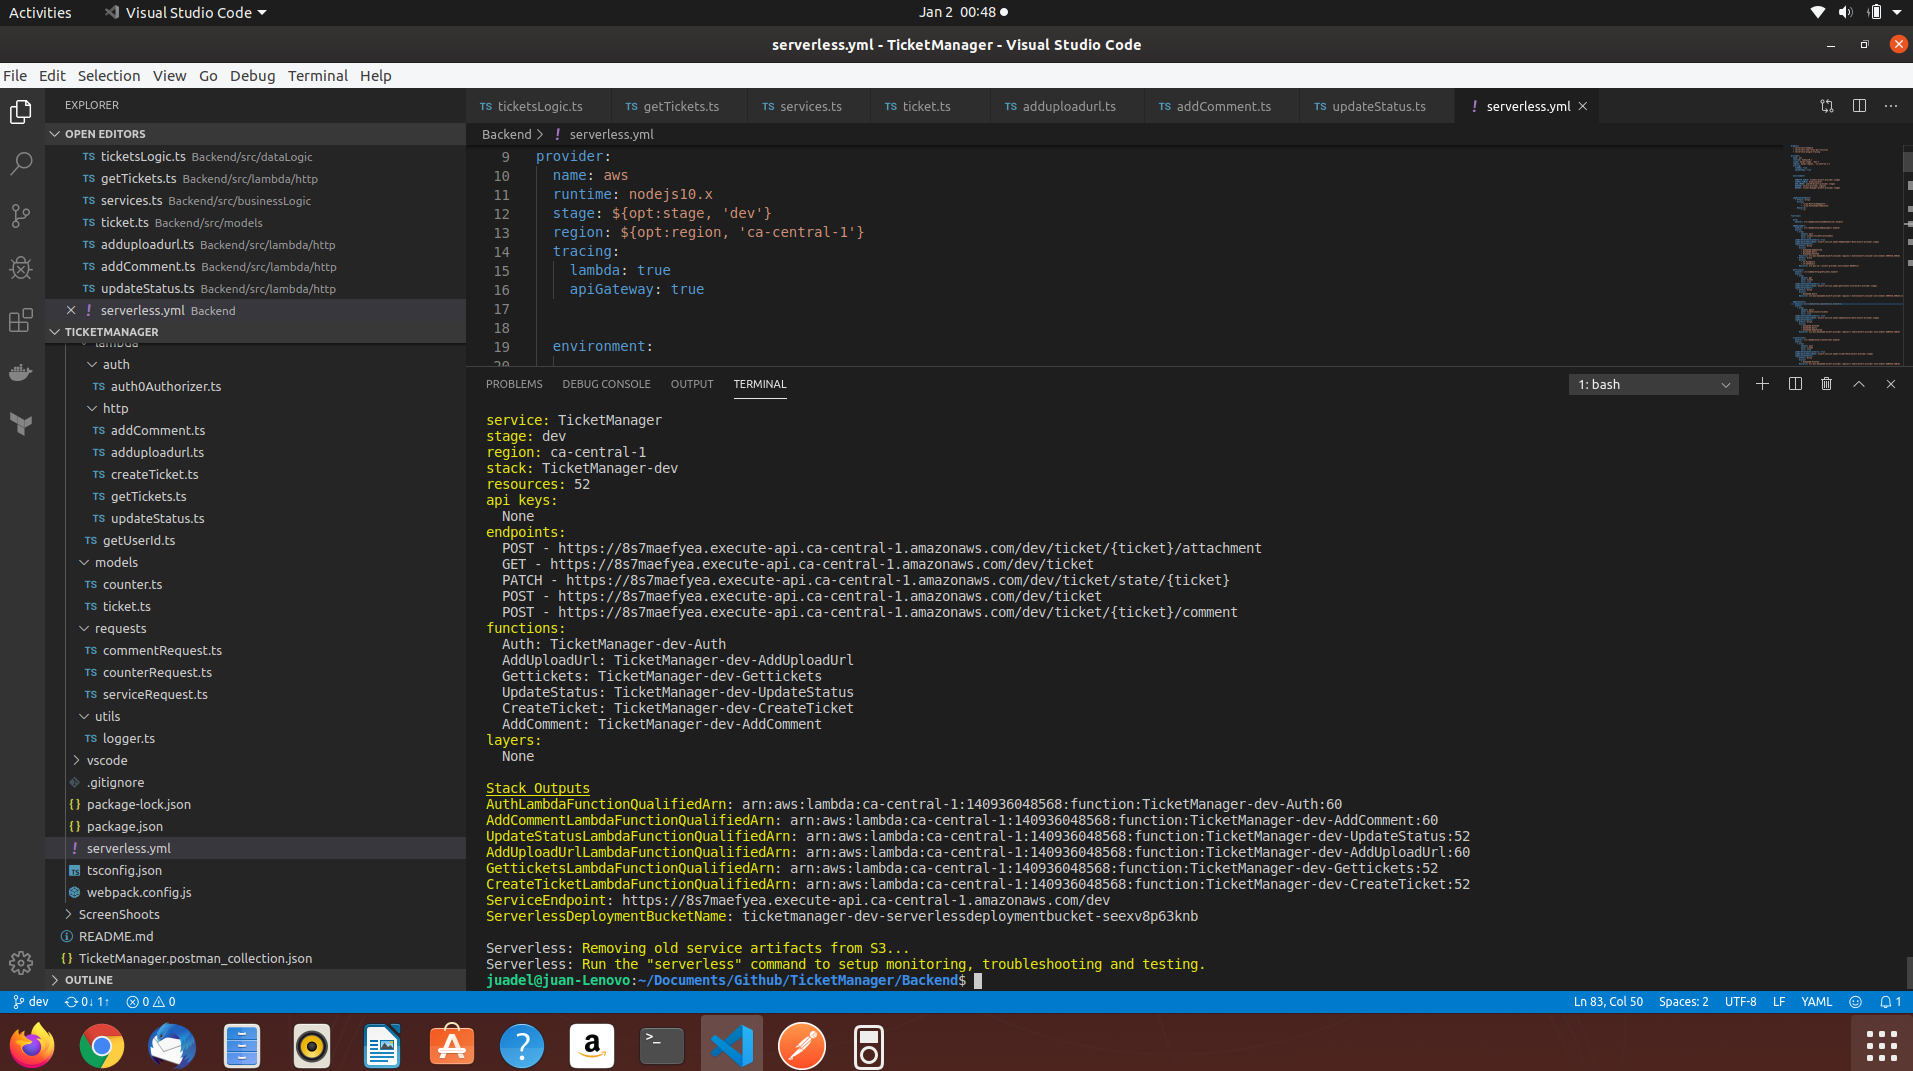 Activities
Visual Studio Code
Jan 2 00:48
serverless.yml - TicketManager - Visual Studio Code
File Edit Selection View Go Debug Terminal Help
EXPLORER
OPEN EDITORS
TS ticketsLogic.ts Backend/src/dataLogic
TS getTickets.ts Backend/src/lambda/http
TS services.ts Backend/src/businessLogic
TS ticket.ts Backend/src/models
TS adduploadurl.ts Backend/src/lambda/http
TS addComment.ts Backend/src/lambda/http
TS updateStatus.ts Backend/src/lambda/http
! serverless.yml Backend
TICKETMANAGER
lambda
auth
TS auth0Authorizer.ts
http
TS addComment.ts
TS adduploadurl.ts
TS createTicket.ts
TS getTickets.ts
TS updateStatus.ts
TS getUserId.ts
models
TS counter.ts
TS ticket.ts
requests
TS commentRequest.ts
TS counterRequest.ts
TS serviceRequest.ts
utils
TS logger.ts
vscode
.gitignore
{} package-lock.json
{} package.json
! serverless.yml
tsconfig.json
webpack.config.js
ScreenShoots
README.md
{} TicketManager.postman_collection.json
OUTLINE
TS ticketsLogic.ts TS getTickets.ts TS services.ts TS ticket.ts TS adduploadurl.ts TS addComment.ts TS updateStatus.ts ! serverless.yml
Backend > ! serverless.yml
9 provider:
10 name: aws
11 runtime: nodejs10.x
12 stage: ${opt:stage, 'dev'}
13 region: ${opt:region, 'ca-central-1'}
14 tracing:
15 lambda: true
16 apiGateway: true
17
18
19 environment:
20
PROBLEMS DEBUG CONSOLE OUTPUT TERMINAL
1: bash
service: TicketManager
stage: dev
region: ca-central-1
stack: TicketManager-dev
resources: 52
api keys:
None
endpoints:
POST - https://8s7maefyea.execute-api.ca-central-1.amazonaws.com/dev/ticket/{ticket}/attachment
GET - https://8s7maefyea.execute-api.ca-central-1.amazonaws.com/dev/ticket
PATCH - https://8s7maefyea.execute-api.ca-central-1.amazonaws.com/dev/ticket/state/{ticket}
POST - https://8s7maefyea.execute-api.ca-central-1.amazonaws.com/dev/ticket
POST - https://8s7maefyea.execute-api.ca-central-1.amazonaws.com/dev/ticket/{ticket}/comment
functions:
Auth: TicketManager-dev-Auth
AddUploadUrl: TicketManager-dev-AddUploadUrl
Gettickets: TicketManager-dev-Gettickets
UpdateStatus: TicketManager-dev-UpdateStatus
CreateTicket: TicketManager-dev-CreateTicket
AddComment: TicketManager-dev-AddComment
layers:
None
Stack Outputs
AuthLambdaFunctionQualifiedArn: arn:aws:lambda:ca-central-1:140936048568:function:TicketManager-dev-Auth:60
AddCommentLambdaFunctionQualifiedArn: arn:aws:lambda:ca-central-1:140936048568:function:TicketManager-dev-AddComment:60
UpdateStatusLambdaFunctionQualifiedArn: arn:aws:lambda:ca-central-1:140936048568:function:TicketManager-dev-UpdateStatus:52
AddUploadUrlLambdaFunctionQualifiedArn: arn:aws:lambda:ca-central-1:140936048568:function:TicketManager-dev-AddUploadUrl:60
GetticketsLambdaFunctionQualifiedArn: arn:aws:lambda:ca-central-1:140936048568:function:TicketManager-dev-Gettickets:52
CreateTicketLambdaFunctionQualifiedArn: arn:aws:lambda:ca-central-1:140936048568:function:TicketManager-dev-CreateTicket:52
ServiceEndpoint: https://8s7maefyea.execute-api.ca-central-1.amazonaws.com/dev
ServerlessDeploymentBucketName: ticketmanager-dev-serverlessdeploymentbucket-seexv8p63knb
Serverless: Removing old service artifacts from S3...
Serverless: Run the "serverless" command to setup monitoring, troubleshooting and testing.
juadel@juan-Lenovo:~/Documents/Github/TicketManager/Backend$
dev 0↓ 1↑ 0 0
Ln 83, Col 50 Spaces: 2 UTF-8 LF YAML 1